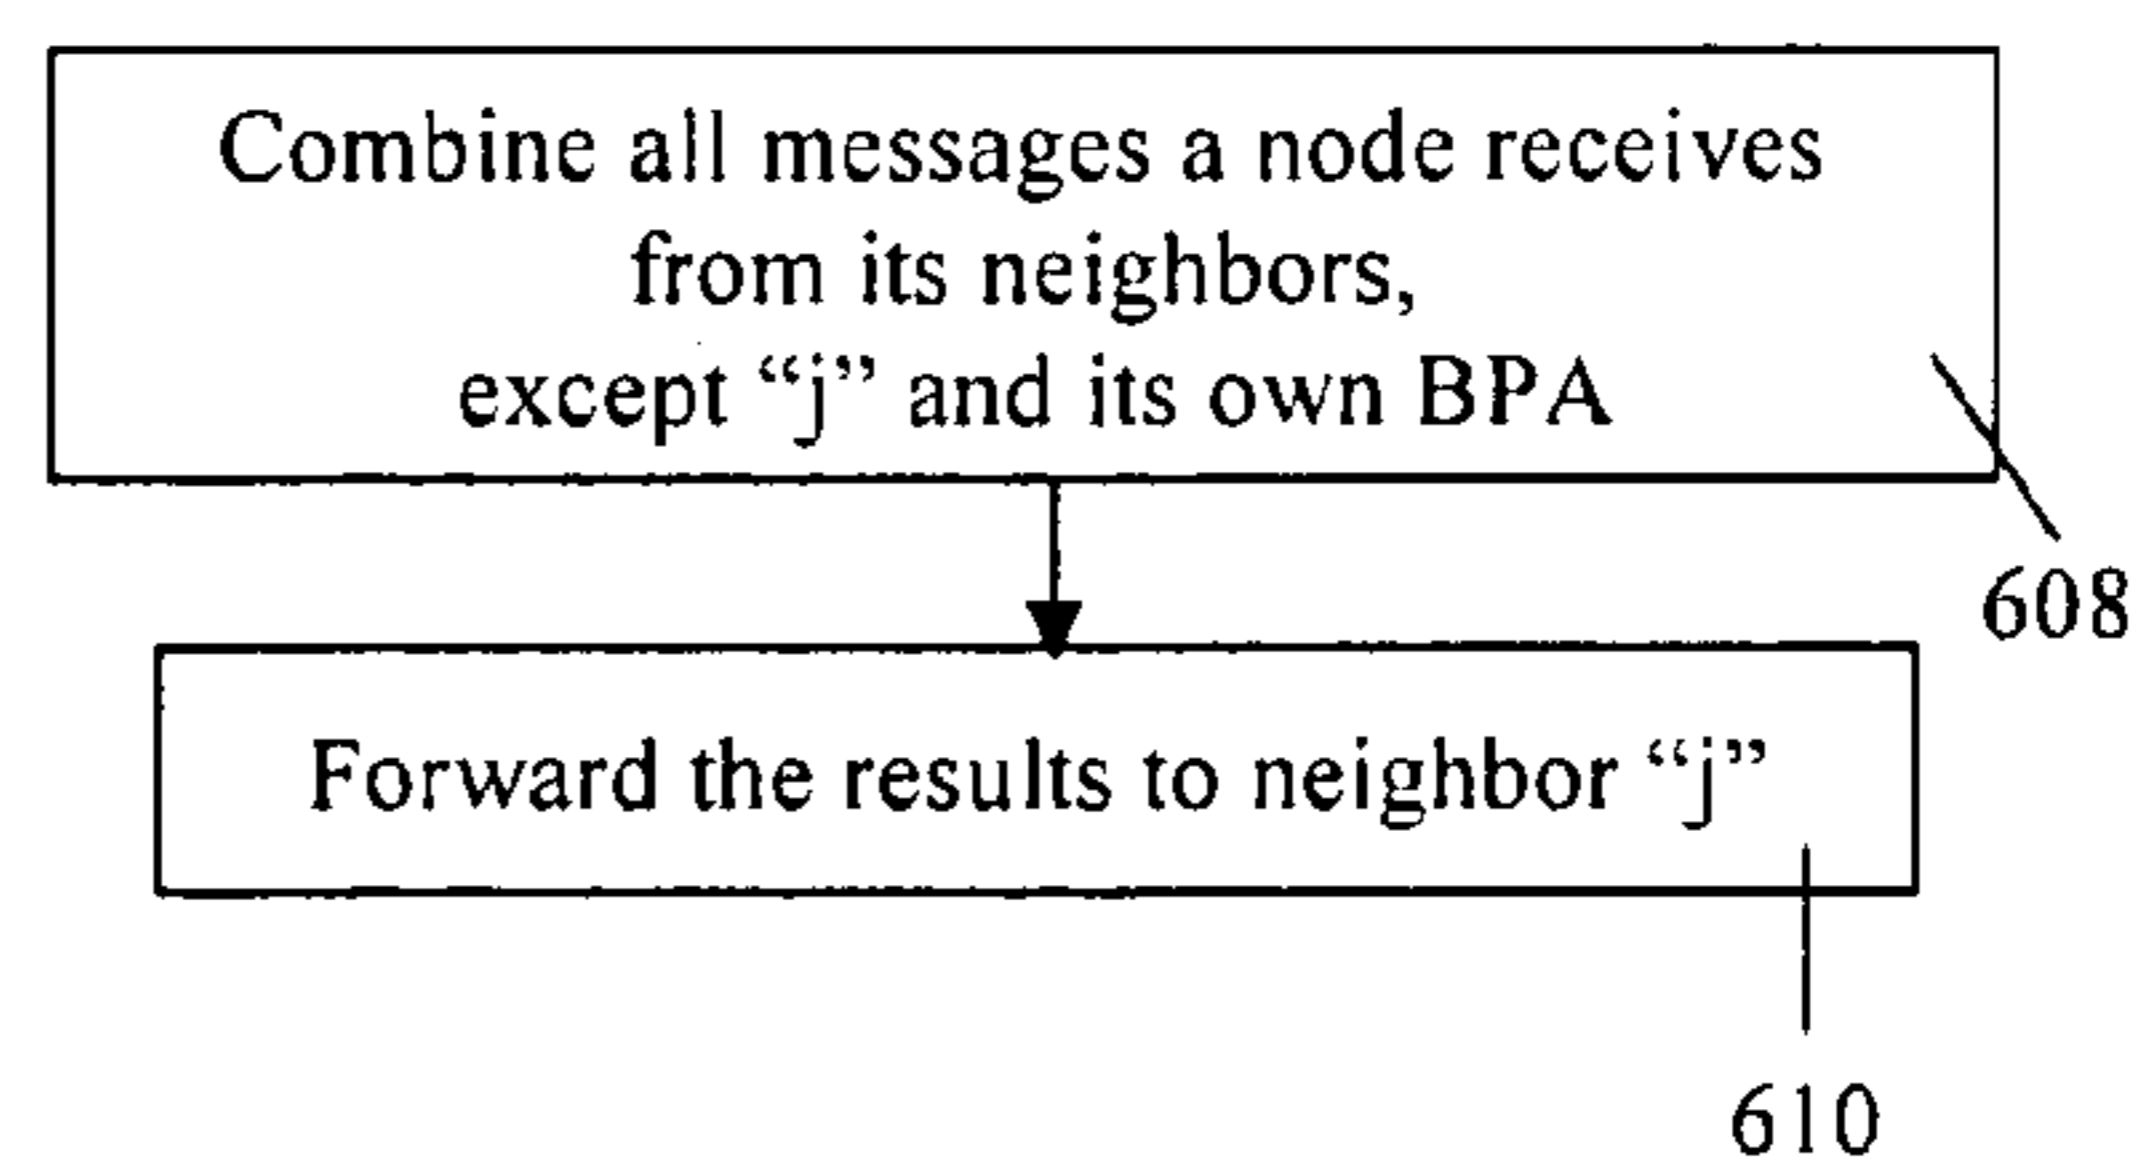 Combine all messages a node receives
from its neighbors,
except “j” and its own BPA
608
Forward the results to neighbor “j”
610